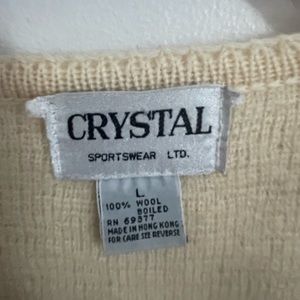 CRYSTAL
SPORTSWEAR LTD.
L
100% WOOL
BOILED
RN 69377
MADE IN HONG KONG
FOR CARE SEE REVERSE